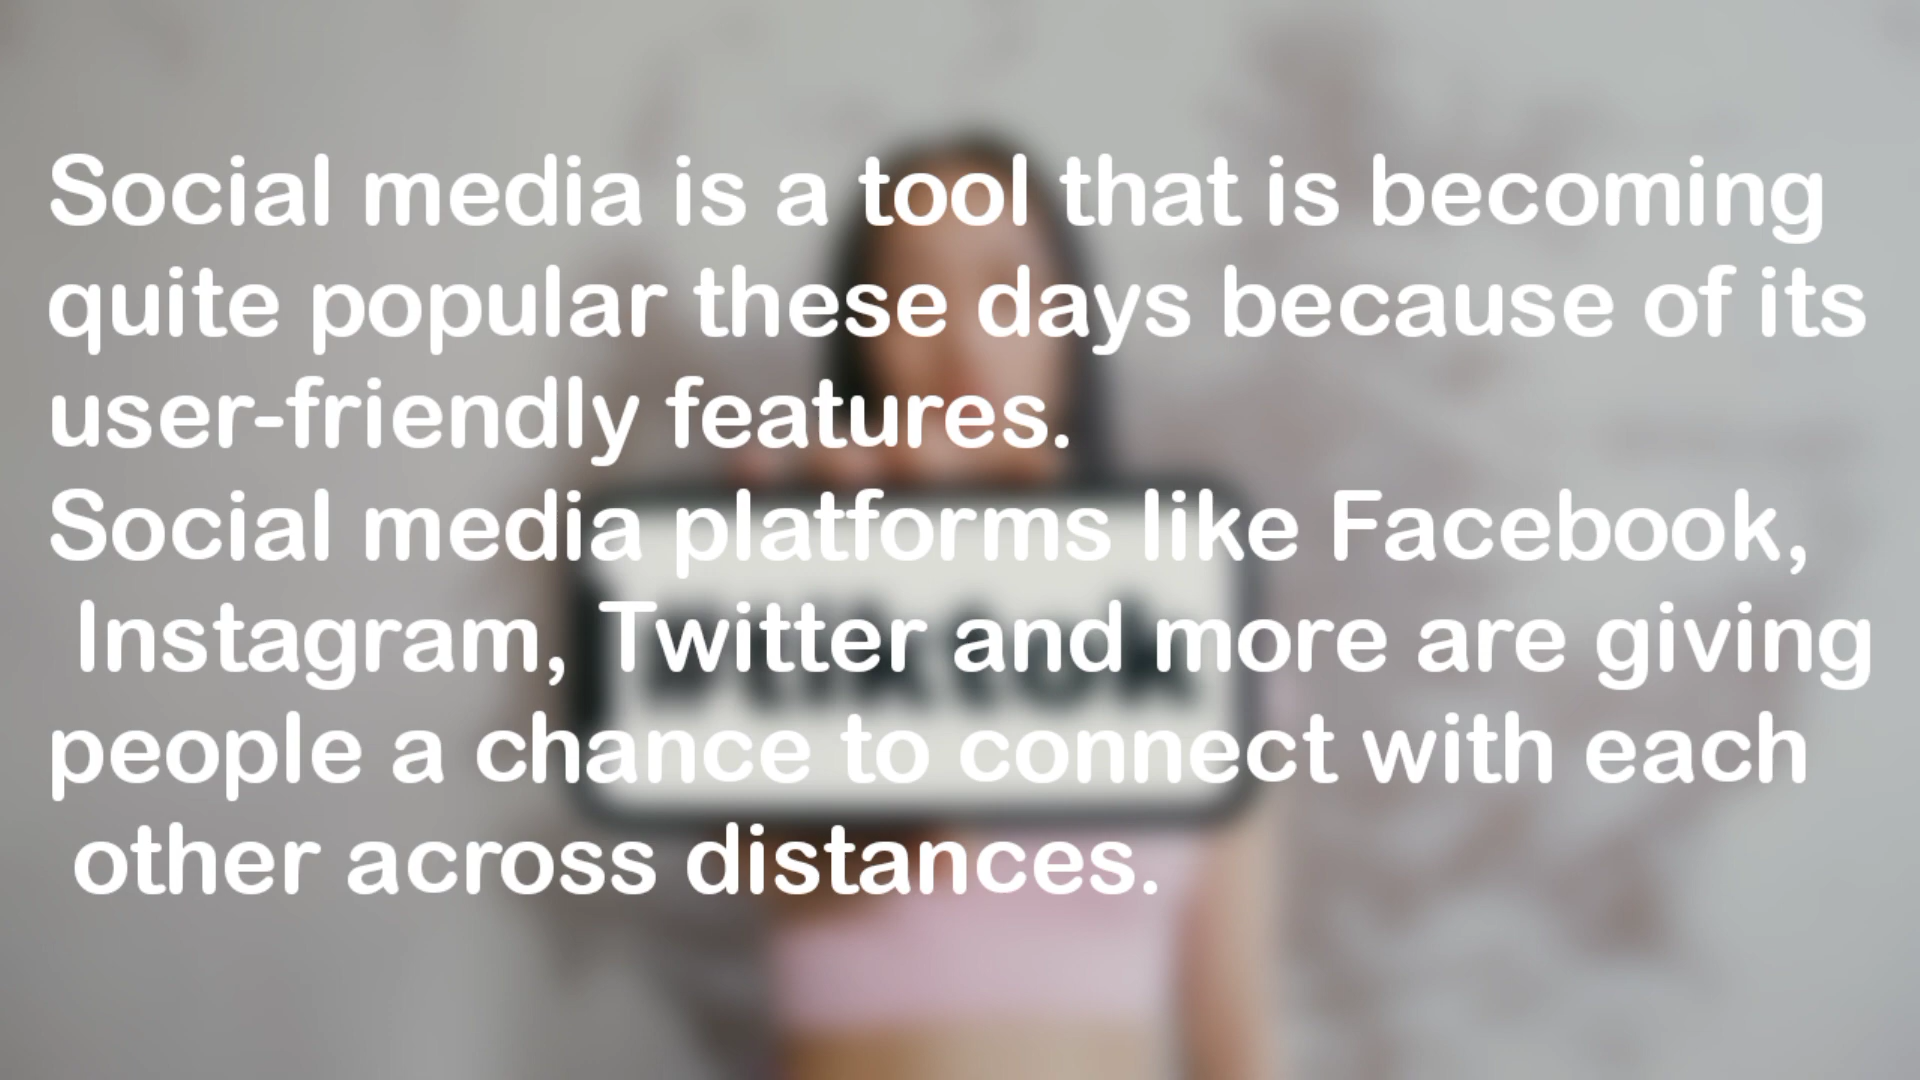 Social media is a tool that is becoming
quite popular these days because of its
user-friendly features.
Social media platforms like Facebook,
Instagram, Twitter and more are giving
people a chance to connect with each
other across distances.
#tiktok